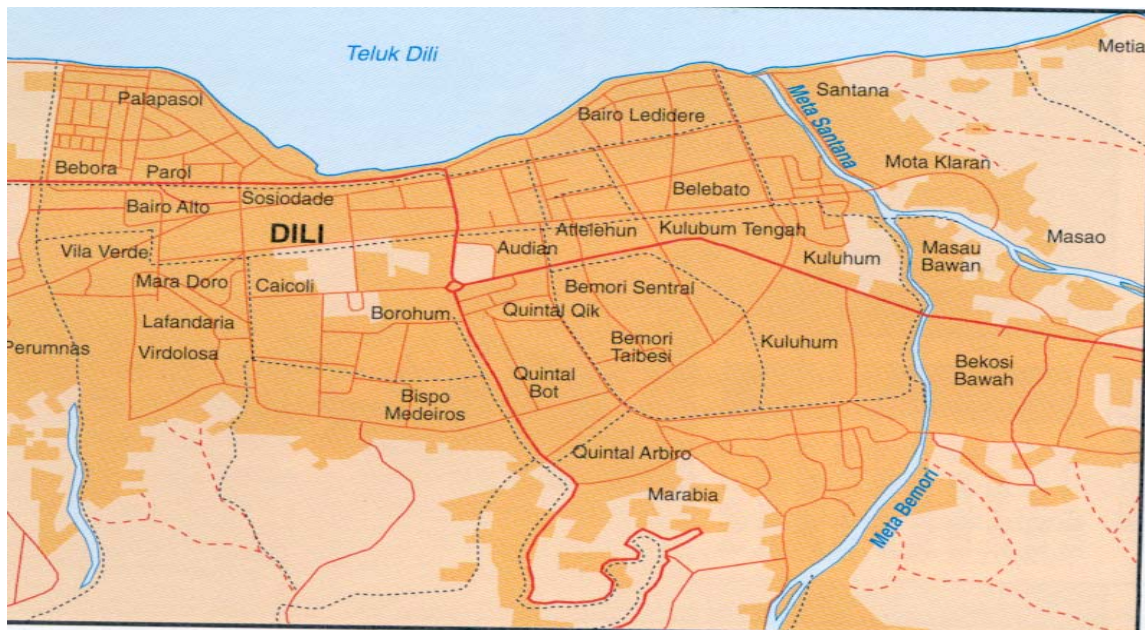 Teluk Dili
Metia
Palapasol
Santana
Meta Santana
Bairo Ledidere
Bebora
Parol
Mota Klaran
Sosiodade
Belebato
Bairo Alto
DILI
Attelehun
Kulubum Tengah
Masao
Vila Verde
Audian
Kuluhum
Masau
Bawan
Mara Doro
Caicoli
Bemori Sentral
Borohum
Quintal Qik
Lafandaria
Perumnas
Virdolosa
Bemori
Taibesi
Kuluhum
Bekosi
Bawah
Quintal
Bot
Bispo
Medeiros
Quintal Arbiro
Marabia
Meta Bemori